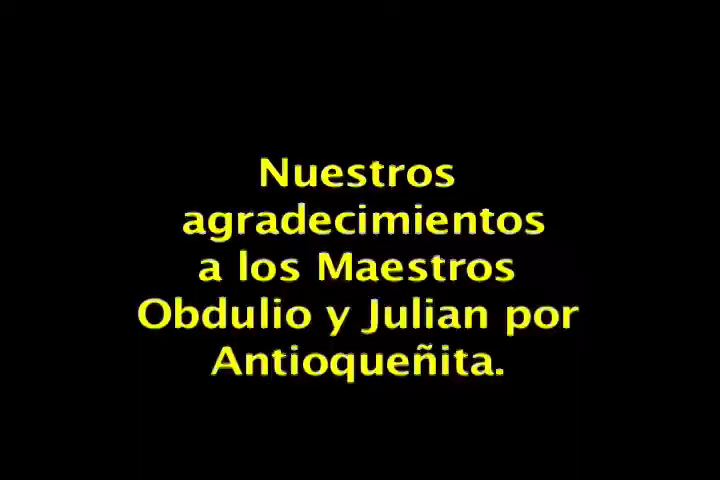 Nuestros
agradecimientos
a los Maestros
Obdulio y Julian por
Antioqueñita.